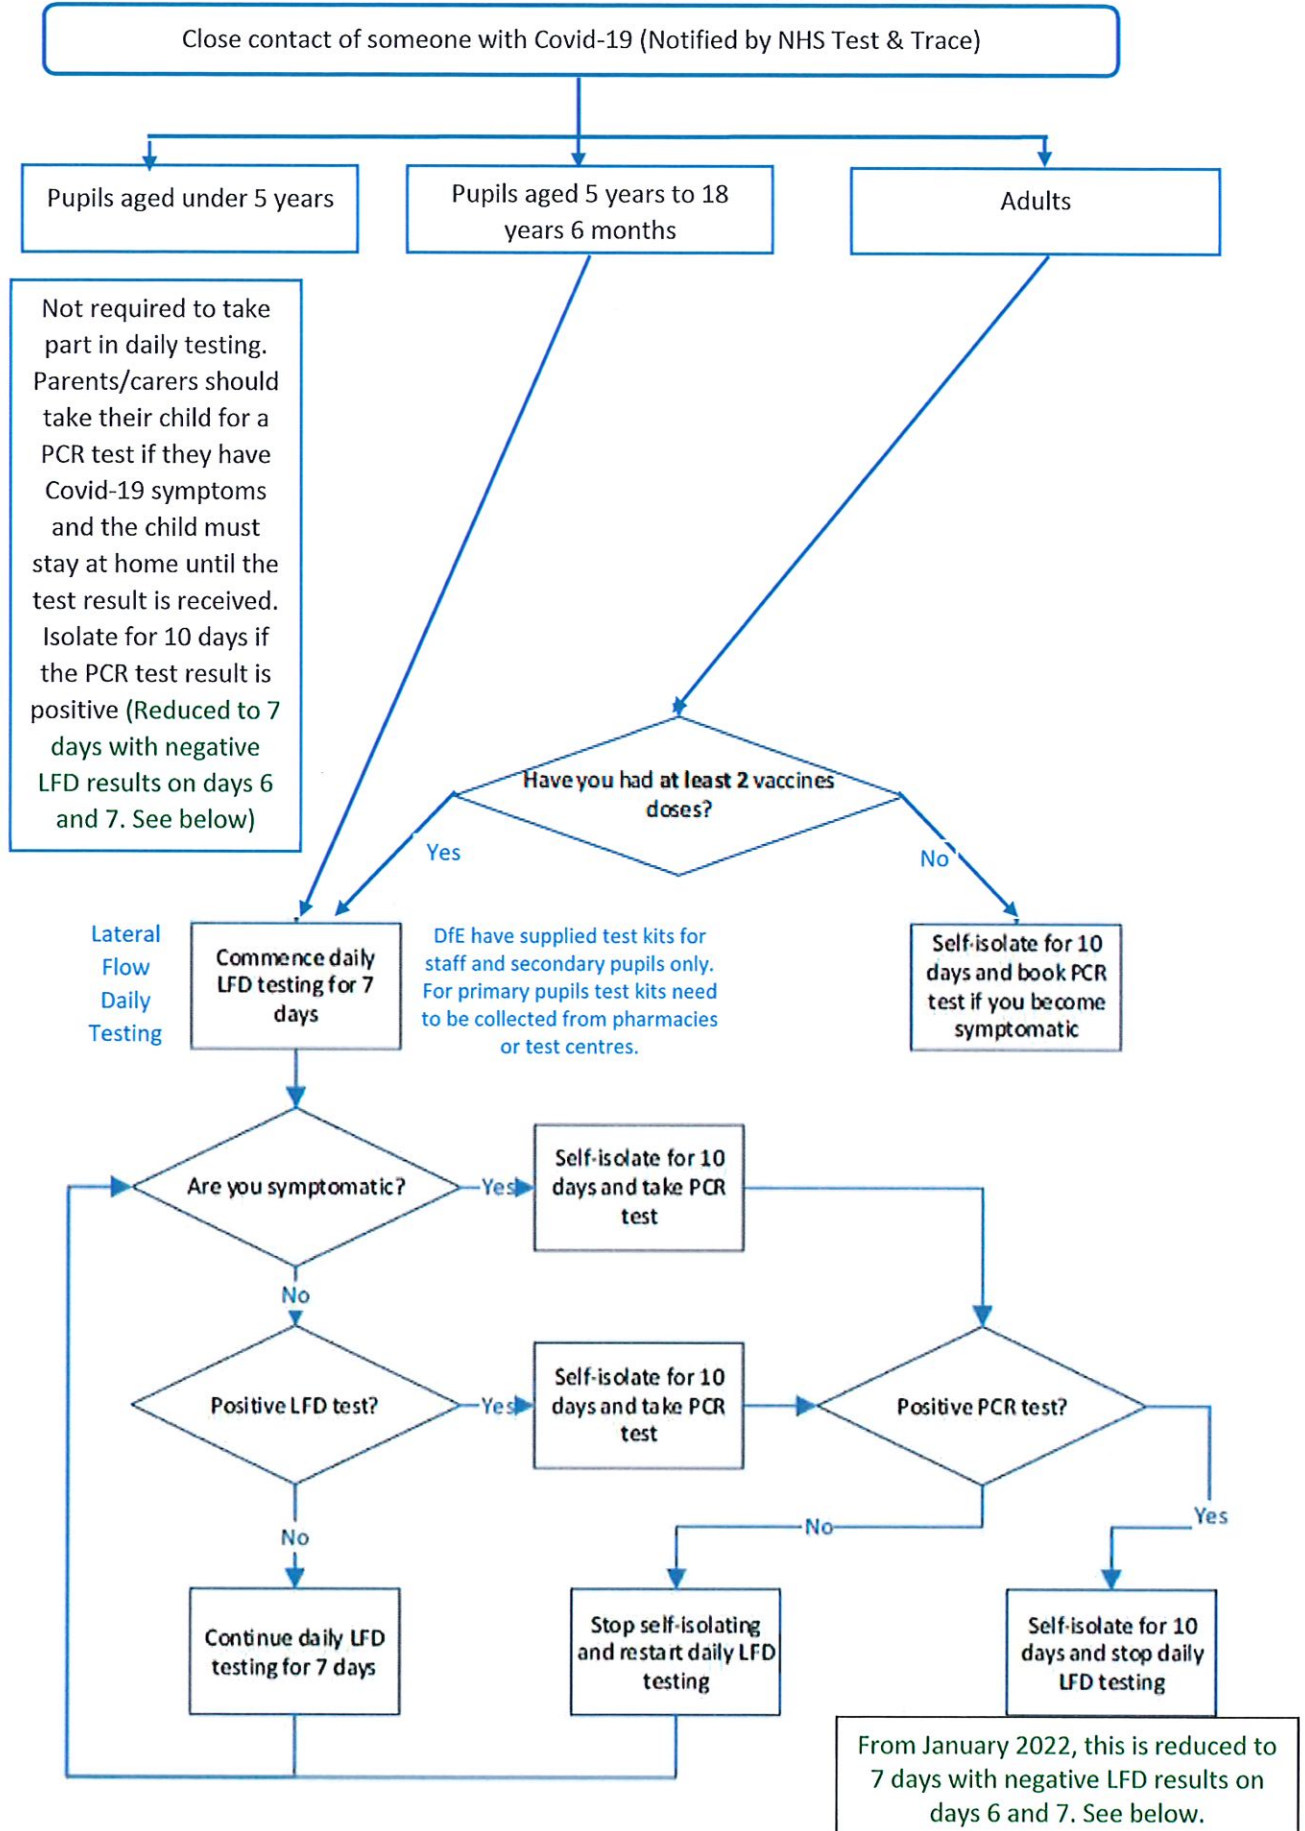 Close contact of someone with Covid-19 (Notified by NHS Test & Trace)
Pupils aged under 5 years
Pupils aged 5 years to 18
years 6 months
Adults
Not required to take
part in daily testing.
Parents/carers should
take their child for a
PCR test if they have
Covid-19 symptoms
and the child must
stay at home until the
test result is received.
Isolate for 10 days if
the PCR test result is
positive (Reduced to 7
days with negative
LFD results on days 6
and 7. See below)
Have you had at least 2 vaccines
doses?
Yes
No
Lateral
Flow
Daily
Testing
Commence daily
LFD testing for 7
days
DfE have supplied test kits for
staff and secondary pupils only.
For primary pupils test kits need
to be collected from pharmacies
or test centres.
Self-isolate for 10
days and book PCR
test if you become
symptomatic
Are you symptomatic?
Yes
Self-isolate for 10
days and take PCR
test
No
Positive LFD test?
Yes
Self-isolate for 10
days and take PCR
test
Positive PCR test?
No
No
Yes
Continue daily LFD
testing for 7 days
Stop self-isolating
and restart daily LFD
testing
Self-isolate for 10
days and stop daily
LFD testing
From January 2022, this is reduced to
7 days with negative LFD results on
days 6 and 7. See below.